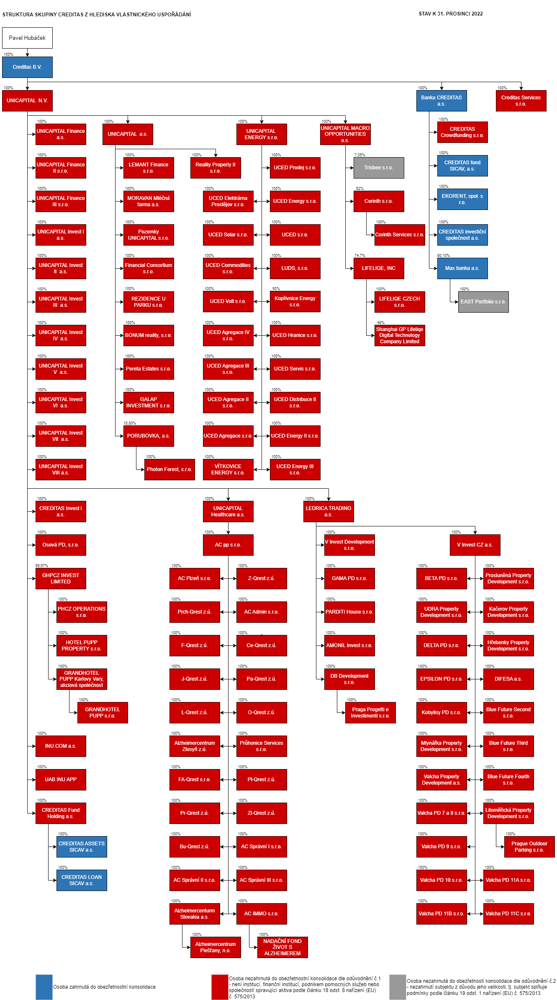 STRUKTURA SKUPINY CREDITAS Z HLEDISKA VLASTNICKÉHO USPOŘÁDÁNÍ
STAV K 31. PROSINCI 2022
Pavel Hubáček
100%
Creditas B.V.
100%
UNICAPITAL N.V.
100%
Banka CREDITAS
a.s.
100%
Creditas Services
s.r.o.
100%
UNICAPITAL Finance
a.s.
100%
UNICAPITAL Finance
II s.r.o.
100%
UNICAPITAL Finance
III s.r.o.
100%
UNICAPITAL Invest I
a.s.
100%
UNICAPITAL Invest
II a.s.
100%
UNICAPITAL Invest
III a.s.
100%
UNICAPITAL Invest
IV a.s.
100%
UNICAPITAL Invest
V a.s.
100%
UNICAPITAL Invest
VI a.s.
100%
UNICAPITAL Invest
VII a.s.
100%
UNICAPITAL Invest
VIII a.s.
100%
UNICAPITAL a.s.
100%
LEMANT Finance
s.r.o.
100%
Reality Property II
s.r.o.
100%
MORAVAN Mléčná
farma a.s.
100%
Pozemky
UNICAPITAL s.r.o.
100%
Financial Consortium
s.r.o.
100%
REZIDENCE U
PARKU s.r.o.
100%
BONUM reality, s.r.o.
100%
Pereta Estates s.r.o.
100%
GALAP
INVESTMENT s.r.o.
18,80%
PORUBOVKA, a.s.
100%
Photon Forest, s.r.o.
100%
UNICAPITAL
ENERGY s.r.o.
100%
UCED Prodej s.r.o.
100%
UCED Elektrárna
Prostějov s.r.o.
100%
UCED Energy s.r.o.
100%
UCED Solar s.r.o.
100%
UCED s.r.o.
100%
UCED Commodities
s.r.o.
100%
LUDS, s.r.o.
100%
UCED Volt s.r.o.
50%
Kopřivnice Energy
s.r.o.
100%
UCED Agregace IV
s.r.o.
100%
UCED Hranice s.r.o.
100%
UCED Agregace III
s.r.o.
100%
UCED Servis s.r.o.
100%
UCED Agregace II
s.r.o.
100%
UCED Distribuce II
s.r.o.
100%
UCED Agregace s.r.o.
100%
UCED Energy II s.r.o.
100%
VÍTKOVICE
ENERGY s.r.o.
100%
UCED Energy III
s.r.o.
100%
UNICAPITAL MACRO
OPPORTUNITIES
a.s.
7,05%
Trisbee s.r.o.
62%
Corinth s.r.o.
100%
Corinth Services s.r.o.
74,7%
LIFELIQE, INC
100%
LIFELIQE CZECH
s.r.o.
49%
Shanghai GP Lifeliqe
Digital Technology
Company Limited
100%
CREDITAS
Crowdfunding s.r.o.
100%
CREDITAS fond
SICAV, a.s.
100%
EKORENT, spol. s
r.o.
100%
CREDITAS investiční
společnost a.s.
90,10%
Max banka a.s.
100%
EAST Portfolio s.r.o.
100%
CREDITAS Invest I
a.s.
100%
Osová PD, s.r.o.
66,67%
GHPCZ INVEST
LIMITED
100%
PHCZ OPERATIONS
s.r.o.
100%
HOTEL PUPP
PROPERTY s.r.o.
100%
GRANDHOTEL
PUPP Karlovy Vary,
akciová společnost
100%
GRANDHOTEL
PUPP s.r.o.
100%
INU.COM a.s.
100%
UAB INU APP
100%
CREDITAS Fund
Holding a.s.
100%
CREDITAS ASSETS
SICAV a.s.
100%
CREDITAS LOAN
SICAV a.s.
100%
UNICAPITAL
Healthcare a.s.
100%
AC pp s.r.o.
100%
AC Plzeň s.r.o.
100%
Z-Qrest z.ú.
100%
Prch-Qrest z.ú.
100%
AC Admin s.r.o.
100%
F-Qrest z.ú.
100%
Ce-Qrest z.ú.
100%
J-Qrest z.ú.
100%
Pa-Qrest z.ú.
100%
L-Qrest z.ú.
100%
O-Qrest z.ú.
100%
Alzheimercentrum
Zlosyň z.ú.
100%
Průhonice Services
s.r.o.
100%
FA-Qrest s.r.o.
100%
Pl-Qrest z.ú.
100%
Pr-Qrest z.ú.
100%
Zl-Qrest z.ú.
100%
Bu-Qrest z.ú.
100%
AC Správní I s.r.o.
100%
AC Správní II s.r.o.
100%
AC Správní III s.r.o.
100%
Alzheimercenturm
Slovakia a.s.
100%
AC IMMO s.r.o.
100%
Alzheimercentrum
Piešťany, n.o.
100%
NADAČNÍ FOND
ŽIVOT S
ALZHEIMEREM
100%
LEDRICA TRADING
a.s.
100%
V Invest Development
s.r.o.
100%
GAMA PD s.r.o.
100%
PARDITI House s.r.o.
100%
AMONIL Invest s.r.o.
100%
DB Development
s.r.o.
100%
Praga Progetti e
Investimenti s.r.o.
100%
V Invest CZ a.s.
100%
BETA PD s.r.o.
100%
Prosluněná Property
Development s.r.o.
100%
UDRA Property
Development s.r.o.
100%
Kačerov Property
Development s.r.o.
100%
DELTA PD s.r.o.
100%
Hřebenky Property
Development s.r.o.
100%
EPSILON PD s.r.o.
100%
DIFESA a.s.
100%
Kobylisy PD s.r.o.
100%
Blue Future Second
s.r.o.
100%
Mlynářka Property
Development s.r.o.
100%
Blue Future Third
s.r.o.
100%
Valcha Property
Development a.s.
100%
Blue Future Fourth
s.r.o.
100%
Valcha PD 7 a 8 s.r.o.
100%
Litoměřická Property
Development s.r.o.
100%
Valcha PD 9 s.r.o.
100%
Prague Outdoor
Parking s.r.o.
100%
Valcha PD 10 s.r.o.
100%
Valcha PD 11A s.r.o.
100%
Valcha PD 11B s.r.o.
100%
Valcha PD 11C s.r.o.
Osoba zahrnutá do obezřetnostní konsolidace
Osoba nezahrnutá do obezřetnostní konsolidace dle odůvodnění č.1
- není institucí, finanční institucí, podnikem pomocných služeb nebo
společností spravující aktiva podle článku 18 odst. 8 nařízení (EU)
č. 575/2013
Osoba nezahrnutá do obezřetností konsolidace dle odůvodnění č.2
- nezahrnutí subjektu z důvodu jeho velikosti, tj. subjekt splňuje
podmínky podle článku 19 odst. 1 nařízení (EU) č. 575/2013